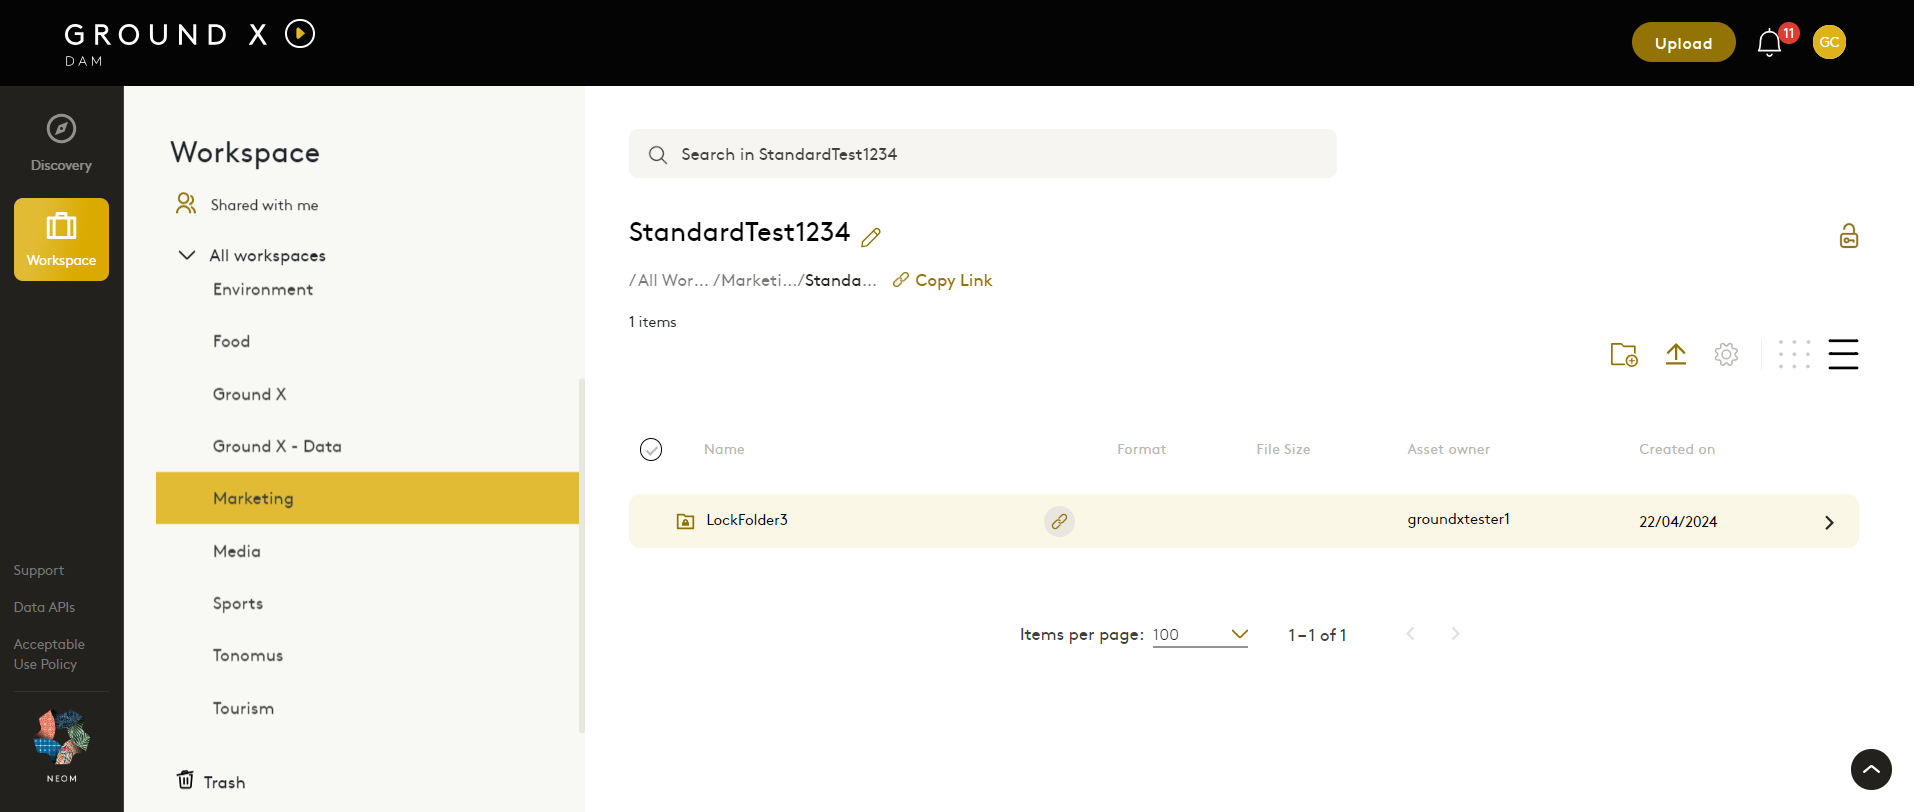 GROUND X
DAM
Upload
11
GC
Discovery
Workspace
Support
Data APIs
Acceptable
Use Policy
NEOM
Workspace
Shared with me
All workspaces
Environment
Food
Ground X
Ground X - Data
Marketing
Media
Sports
Tonomus
Tourism
Trash
Search in StandardTest1234
StandardTest1234
/ All Wor... /Marketi.../Standa... Copy Link
1 items
Name Format File Size Asset owner Created on
LockFolder3 groundxtester1 22/04/2024
Items per page: 100 1 – 1 of 1